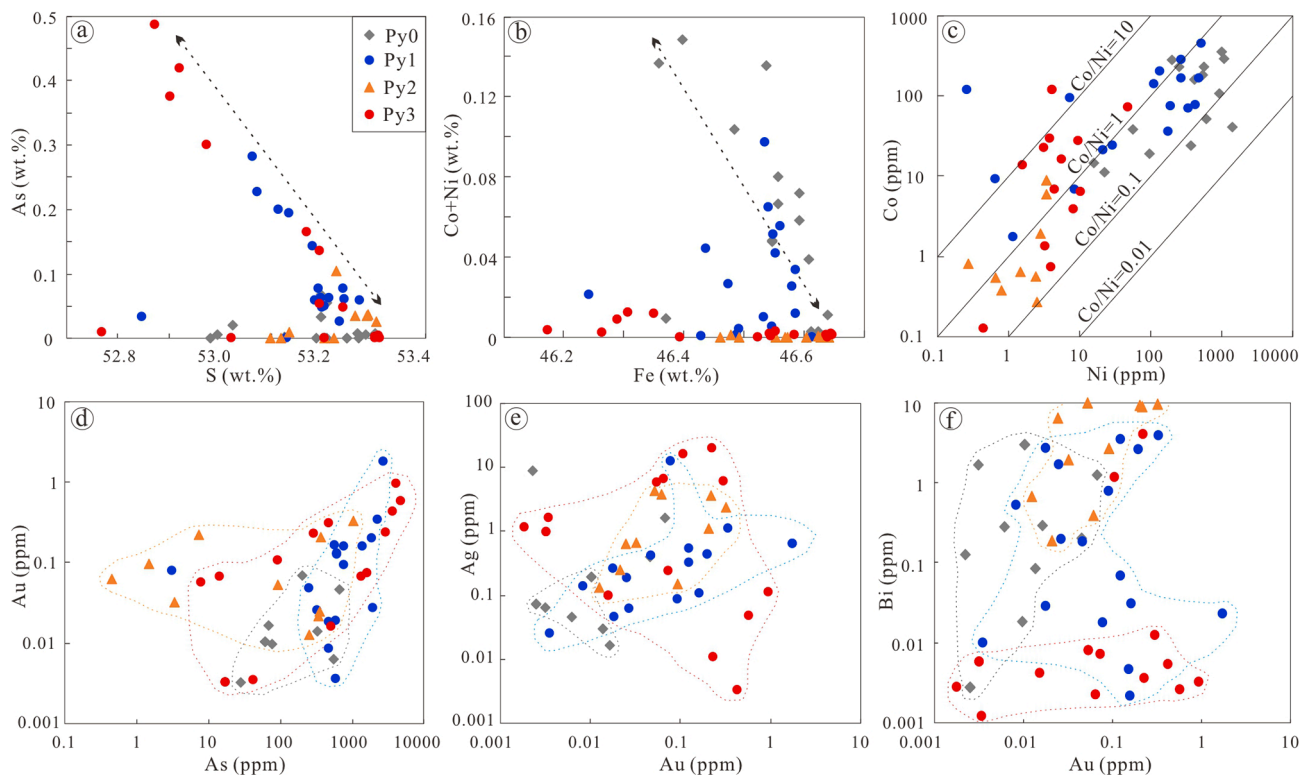 a
0.5
0.4
0.3
0.2
0.1
0
As (wt.%)
52.8
53.0
53.2
53.4
S (wt.%)
Py0
Py1
Py2
Py3
b
0.16
0.12
0.08
0.04
0
Co+Ni (wt.%)
46.2
46.4
46.6
Fe (wt.%)
c
1000
100
10
1
0.1
Co (ppm)
Co/Ni=10
Co/Ni=1
Co/Ni=0.1
Co/Ni=0.01
0.1
1
10
100
1000
10000
Ni (ppm)
d
10
1
0.1
0.01
0.001
Au (ppm)
0.1
1
10
100
1000
10000
As (ppm)
e
100
10
1
0.1
0.01
0.001
Ag (ppm)
0.001
0.01
0.1
1
10
Au (ppm)
f
10
1
0.1
0.01
0.001
Bi (ppm)
0.001
0.01
0.1
1
10
Au (ppm)